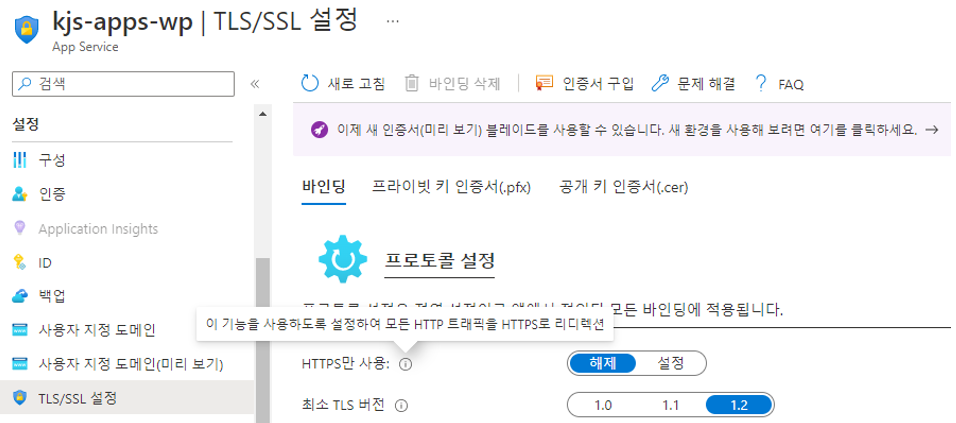 kjs-apps-wp | TLS/SSL 설정 ...
App Service
검색 «
새로 고침 바인딩 삭제 인증서 구입 문제 해결 ? FAQ
설정
구성
인증
Application Insights
ID
백업
사용자 지정 도메인
사용자 지정 도메인(미리 보기)
TLS/SSL 설정
이제 새 인증서(미리 보기) 블레이드를 사용할 수 있습니다. 새 환경을 사용해 보려면 여기를 클릭하세요. →
바인딩 프라이빗 키 인증서(.pfx) 공개 키 인증서(.cer)
프로토콜 설정
모든 바인딩에 적용됩니다.
이 기능을 사용하도록 설정하여 모든 HTTP 트래픽을 HTTPS로 리디렉션
HTTPS만 사용: 해제 설정
최소 TLS 버전 1.0 1.1 1.2